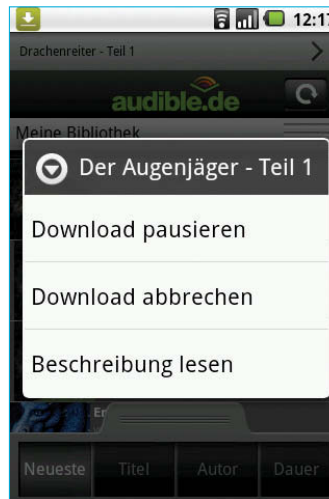 12:17
Drachenreiter - Teil 1
audible.de
Meine Bibliothek
Der Augenjäger - Teil 1
Download pausieren
Download abbrechen
Beschreibung lesen
Er
Neueste Titel Autor Dauer